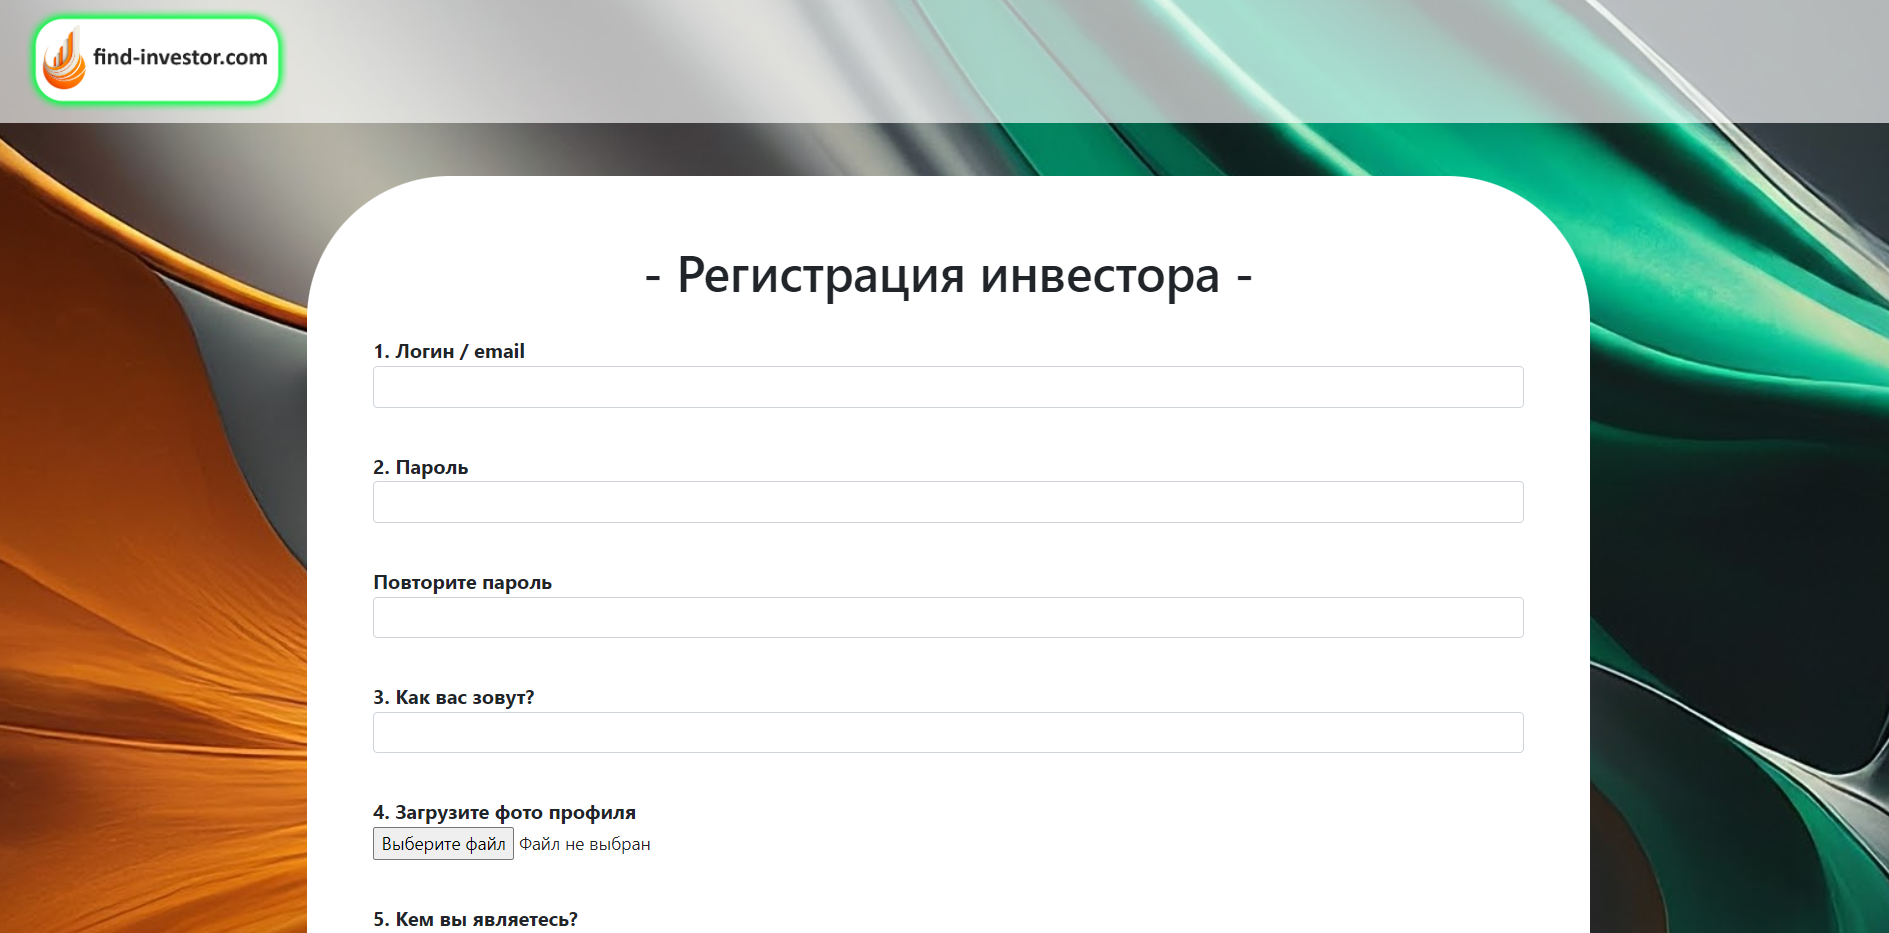 find-investor.com
- Регистрация инвестора -
1. Логин / email
2. Пароль
Повторите пароль
3. Как вас зовут?
4. Загрузите фото профиля
Выберите файл Файл не выбран
5. Кем вы являетесь?